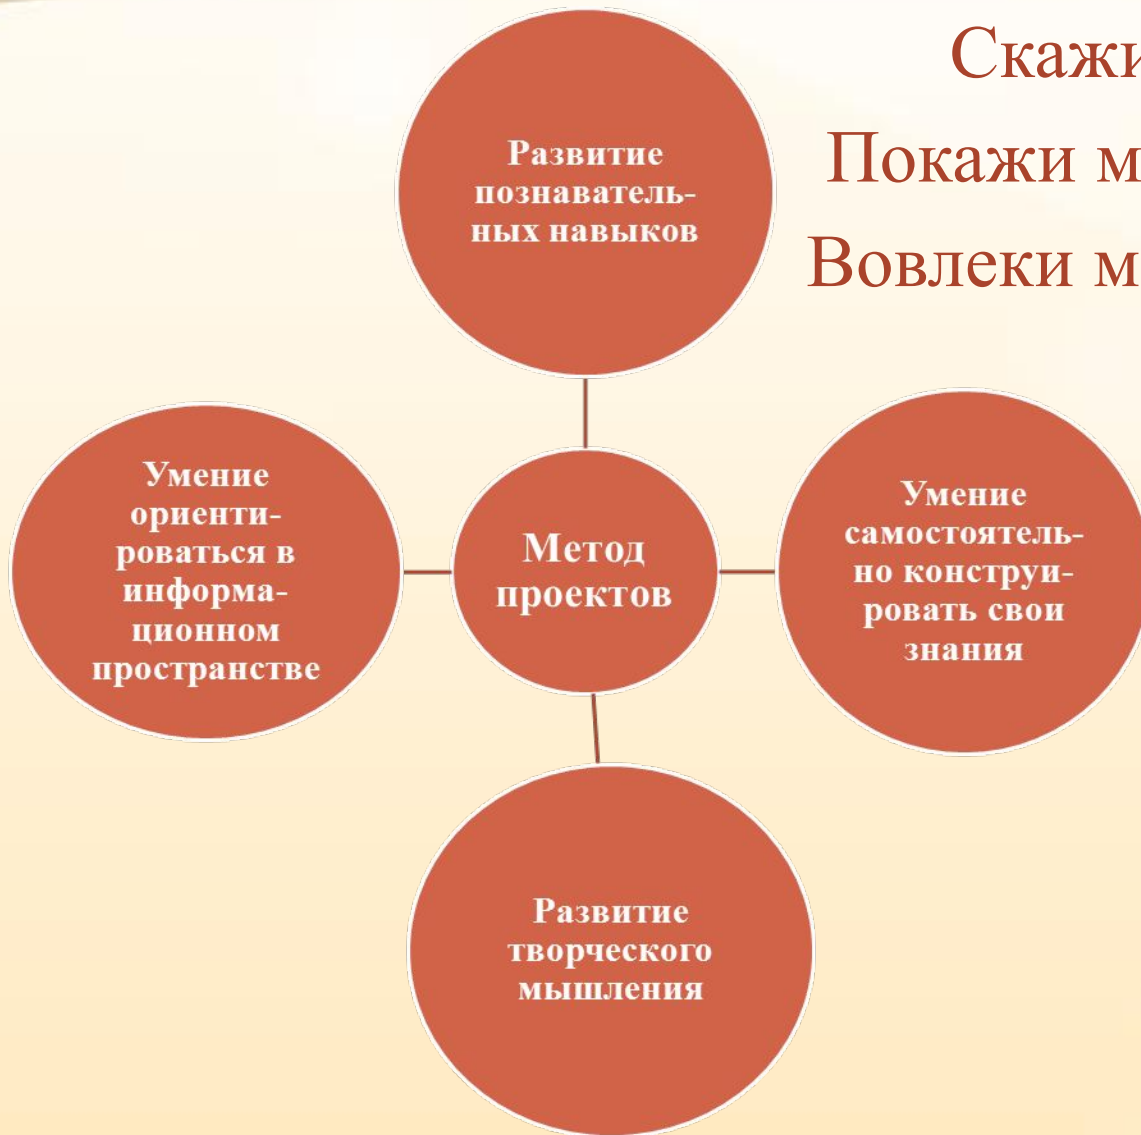 Скажи
Покажи м
Вовлеки м
Развитие
познаватель-
ных навыков
Умение
ориенти-
роваться в
информа-
ционном
пространстве
Метод
проектов
Умение
самостоятель-
но конструи-
ровать свои
знания
Развитие
творческого
мышления